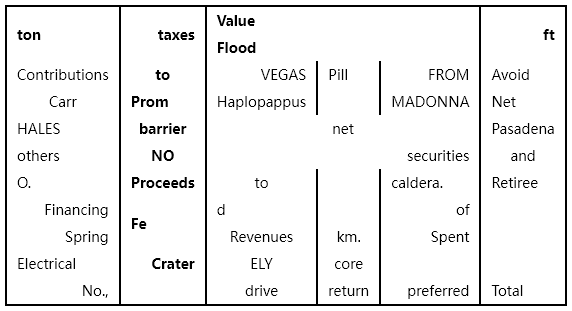 ton taxes Value Flood ft
Contributions to VEGAS Pill FROM Avoid
Carr Prom Haplopappus MADONNA Net
HALES barrier net Pasadena
others NO securities and
O. Proceeds to caldera. Retiree
Financing Fe d of
Spring Revenues km. Spent
Electrical Crater ELY core
No., drive return preferred Total